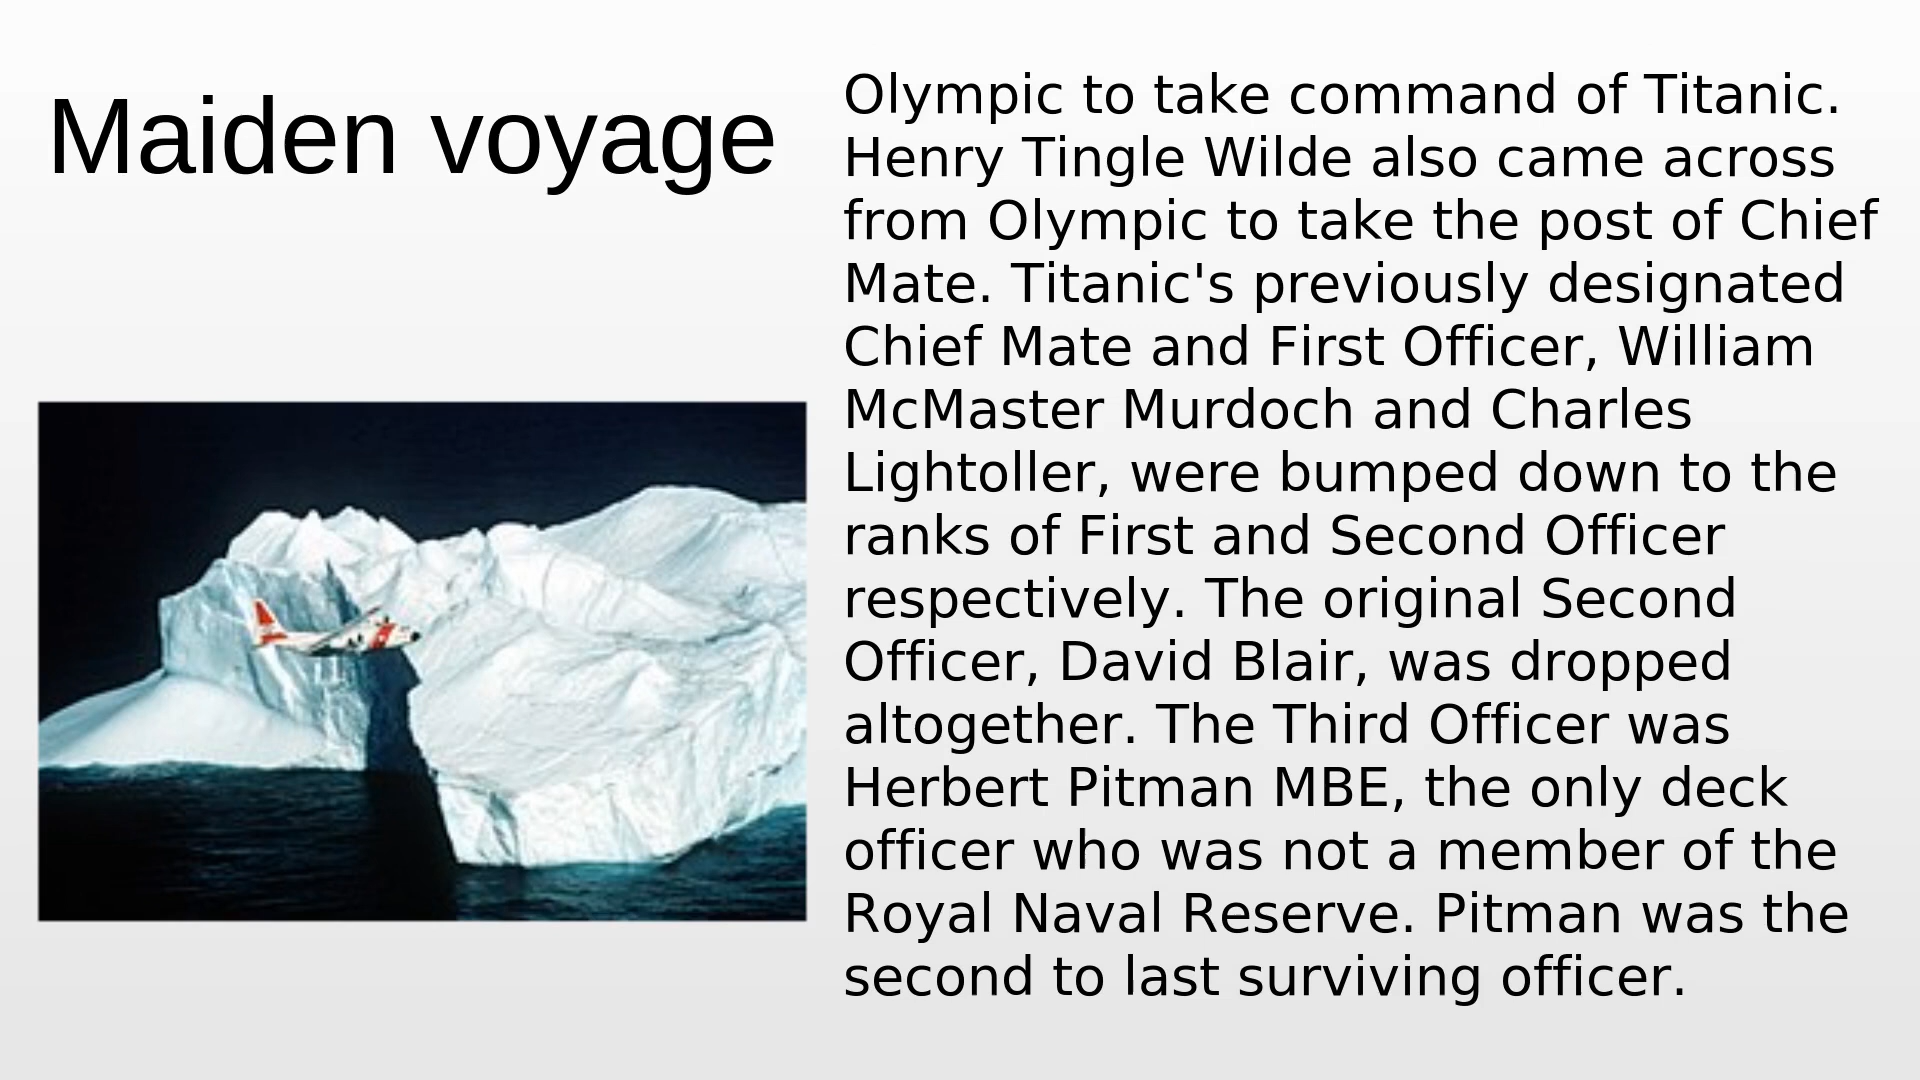 Maiden voyage
Olympic to take command of Titanic.
Henry Tingle Wilde also came across
from Olympic to take the post of Chief
Mate. Titanic's previously designated
Chief Mate and First Officer, William
McMaster Murdoch and Charles
Lightoller, were bumped down to the
ranks of First and Second Officer
respectively. The original Second
Officer, David Blair, was dropped
altogether. The Third Officer was
Herbert Pitman MBE, the only deck
officer who was not a member of the
Royal Naval Reserve. Pitman was the
second to last surviving officer.